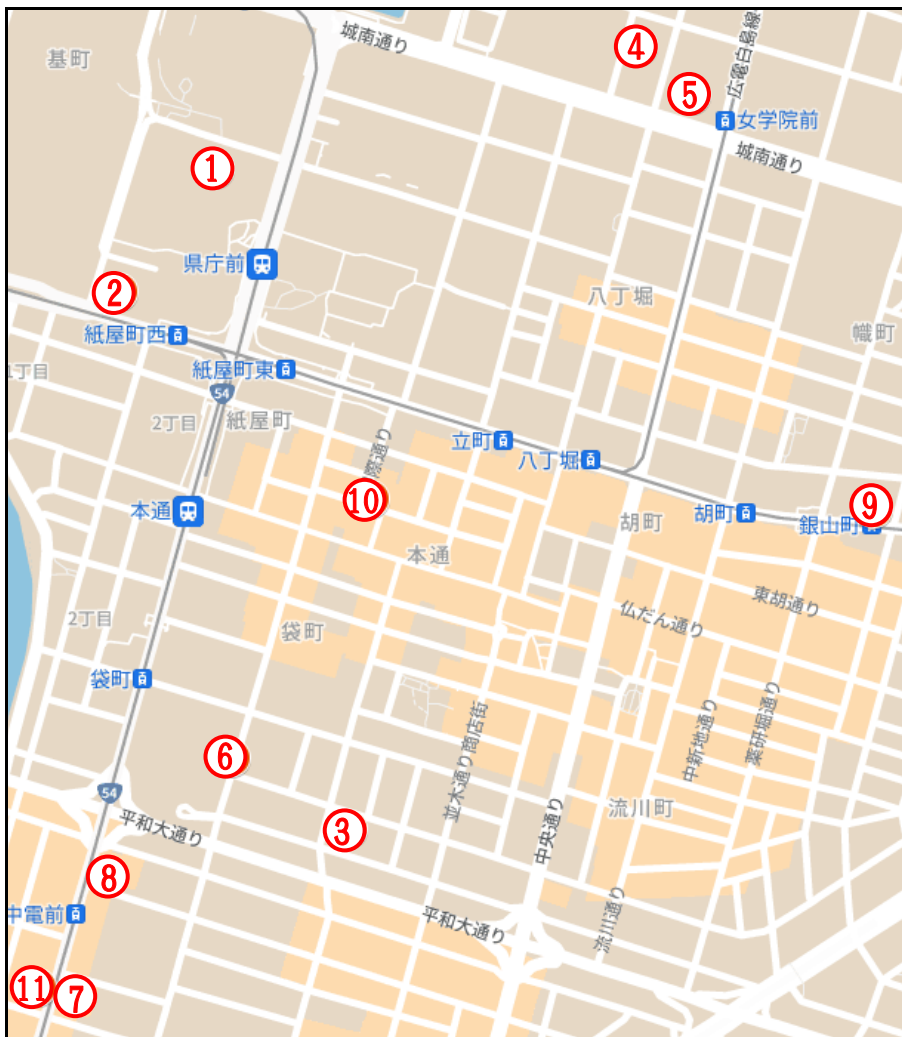 城南通り
④
基町
広電白島線
⑤
女学院前
①
城南通り
県庁前
②
八丁堀
紙屋町西
幟町
紙屋町東
1丁目
54
2丁目
紙屋町
立町
際通り
八丁堀
⑩
本通
胡町
胡町
⑨
銀山町
本通
東胡通り
仏だん通り
2丁目
袋町
袋町
並木通り商店街
中新地通り
薬研堀通り
⑥
54
流川町
平和大通り
③
中央通り
⑧
中電前
平和大通り
流川通り
⑪
⑦